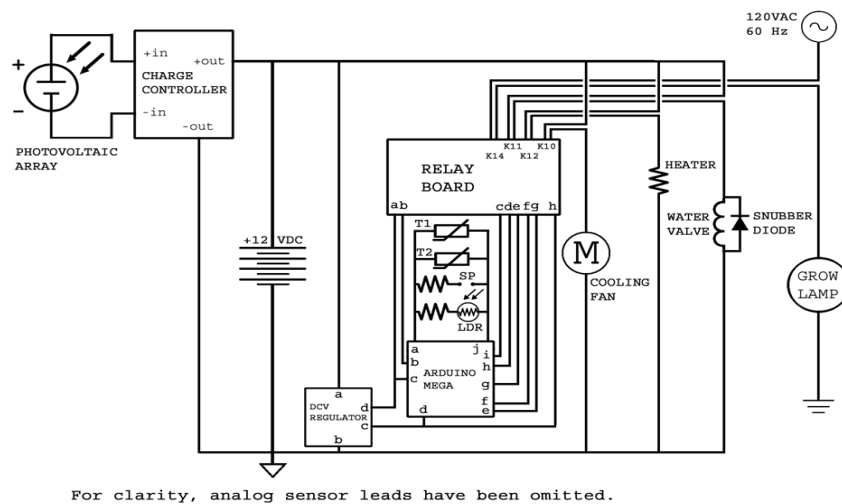 120VAC
60 Hz
+in
+out
CHARGE
CONTROLLER
-in
-out
+
−
PHOTOVOLTAIC
ARRAY
K14
K11
K12
K10
RELAY
BOARD
a b c d e f g h
HEATER
WATER
VALVE
SNUBBER
DIODE
+12 VDC
T1
T2
SP
LDR
M
COOLING
FAN
GROW
LAMP
a j
b i
c h
ARDUINO
MEGA
g
f
d e
a
DCV
REGULATOR
d
c
b
For clarity, analog sensor leads have been omitted.